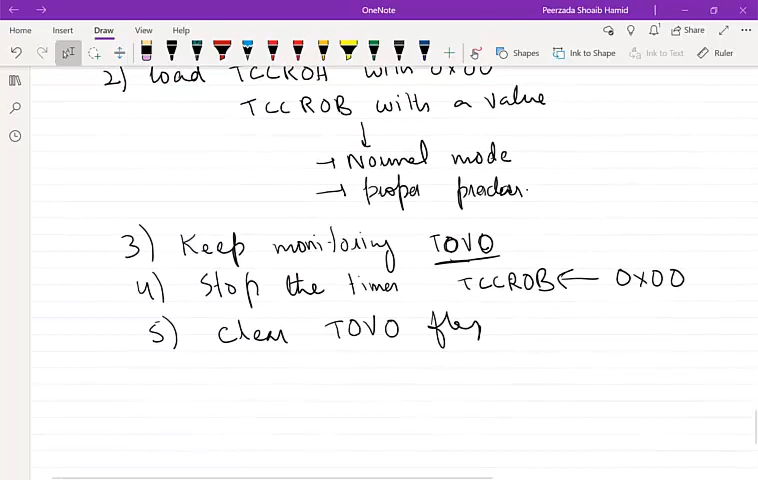 OneNote
Peerzada Shoaib Hamid
Home Insert Draw View Help Share
Shapes Ink to Shape Ink to Text Ruler
2) Load TCCR0A with 0x00
TCCR0B with a value
→ Normal mode
→ proper
3) Keep monitoring TOV0
4) Stop the timer TCCR0B ← 0x00
5) Clear TOV0 flag